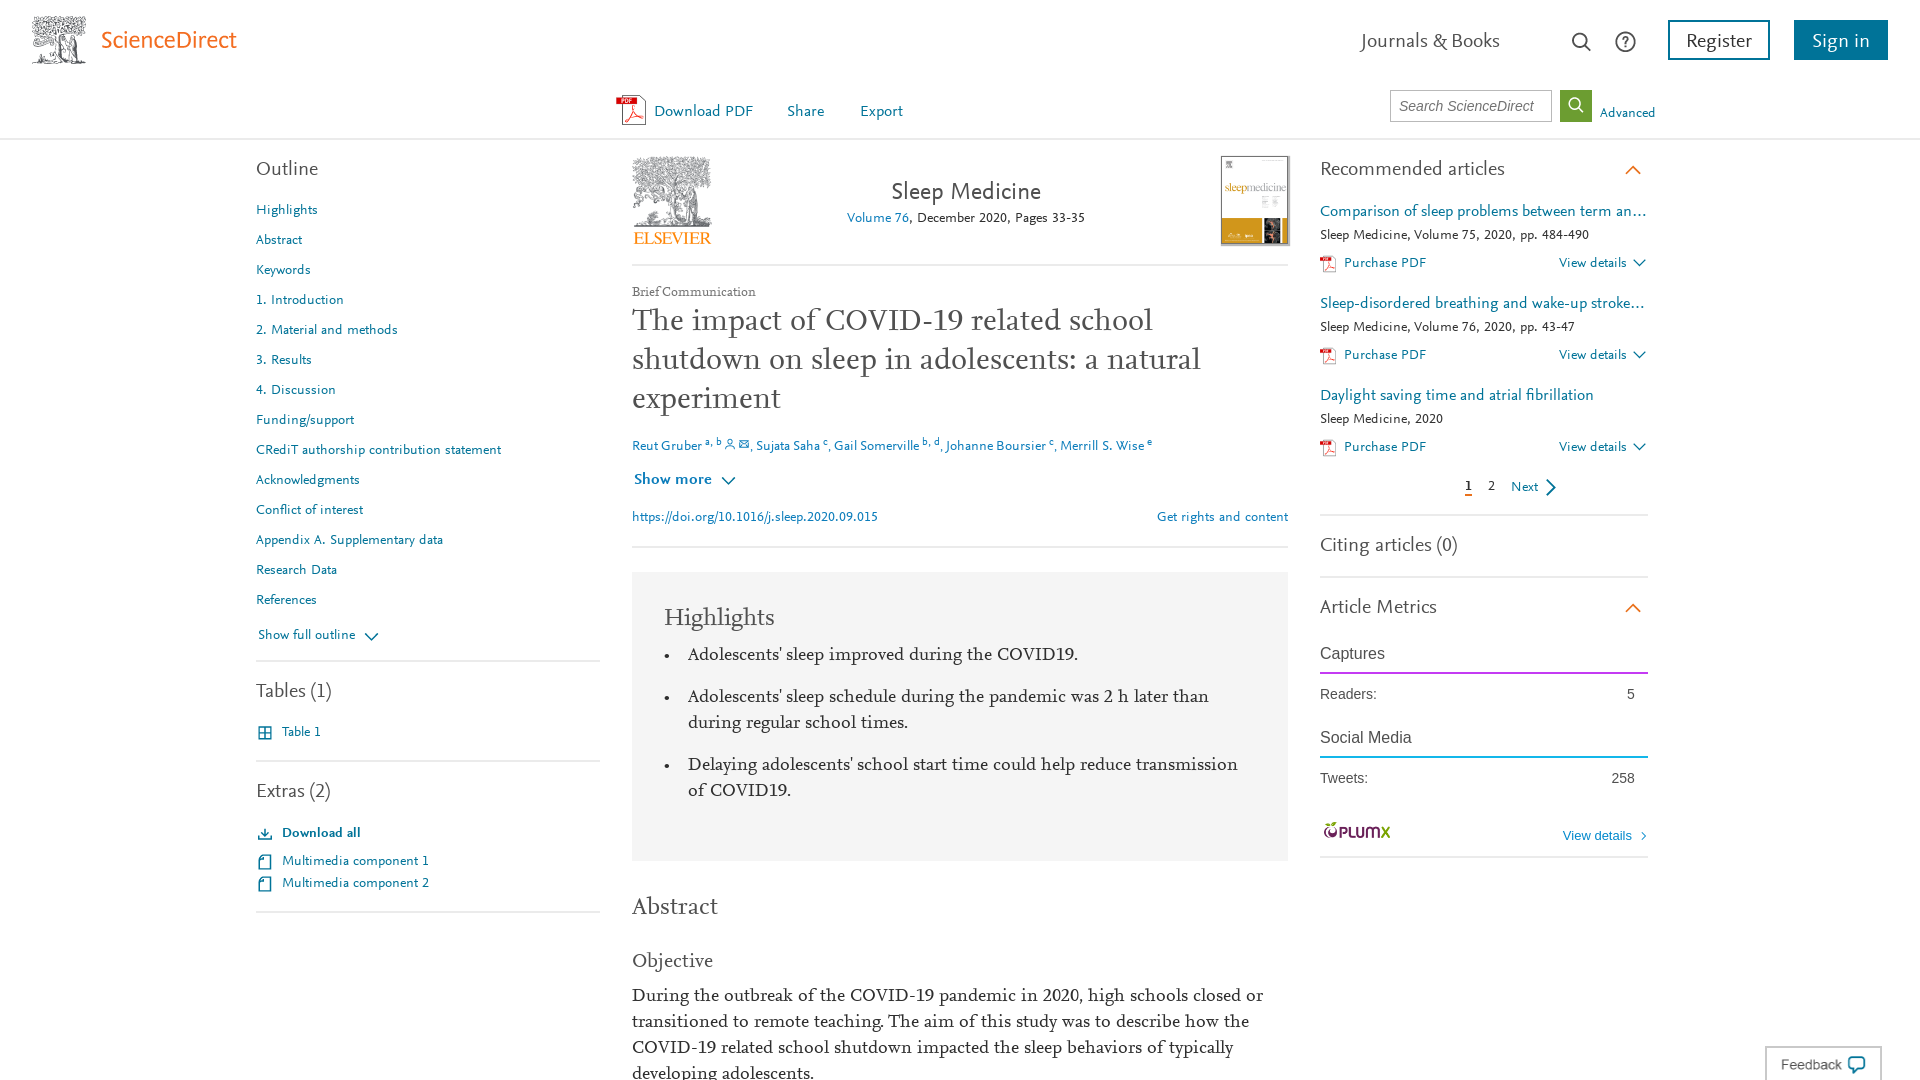 ScienceDirect
Journals & Books
Register
Sign in
Download PDF
Share
Export
Search ScienceDirect
Advanced
Outline
Highlights
Abstract
Keywords
1. Introduction
2. Material and methods
3. Results
4. Discussion
Funding/support
CRediT authorship contribution statement
Acknowledgments
Conflict of interest
Appendix A. Supplementary data
Research Data
References
Show full outline
Tables (1)
Table 1
Extras (2)
Download all
Multimedia component 1
Multimedia component 2
ELSEVIER
Sleep Medicine
Volume 76, December 2020, Pages 33-35
sleepmedicine
Brief Communication
The impact of COVID-19 related school
shutdown on sleep in adolescents: a natural
experiment
Reut Gruber a, b, Sujata Saha c, Gail Somerville b, d, Johanne Boursier c, Merrill S. Wise e
Show more
https://doi.org/10.1016/j.sleep.2020.09.015
Get rights and content
Highlights
• Adolescents' sleep improved during the COVID19.
• Adolescents' sleep schedule during the pandemic was 2 h later than
during regular school times.
• Delaying adolescents' school start time could help reduce transmission
of COVID19.
Abstract
Objective
During the outbreak of the COVID-19 pandemic in 2020, high schools closed or
transitioned to remote teaching. The aim of this study was to describe how the
COVID-19 related school shutdown impacted the sleep behaviors of typically
developing adolescents.
Recommended articles
Comparison of sleep problems between term an...
Sleep Medicine, Volume 75, 2020, pp. 484-490
PDF
Purchase PDF
View details
Sleep-disordered breathing and wake-up stroke...
Sleep Medicine, Volume 76, 2020, pp. 43-47
Purchase PDF
View details
Daylight saving time and atrial fibrillation
Sleep Medicine, 2020
Purchase PDF
View details
1
2
Next
Citing articles (0)
Article Metrics
Captures
Readers:
5
Social Media
Tweets:
258
PLUMX
View details
Feedback